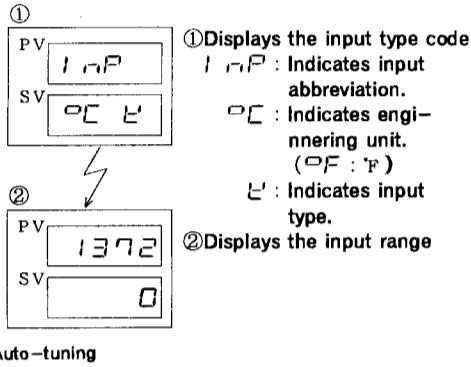 ①
PV
InP
SV
°C K
①Displays the input type code
InP : Indicates input
abbreviation.
°C : Indicates engi-
nnering unit.
(°F : °F)
K : Indicates input
type.
②
PV
1372
SV
0
②Displays the input range
Auto-tuning